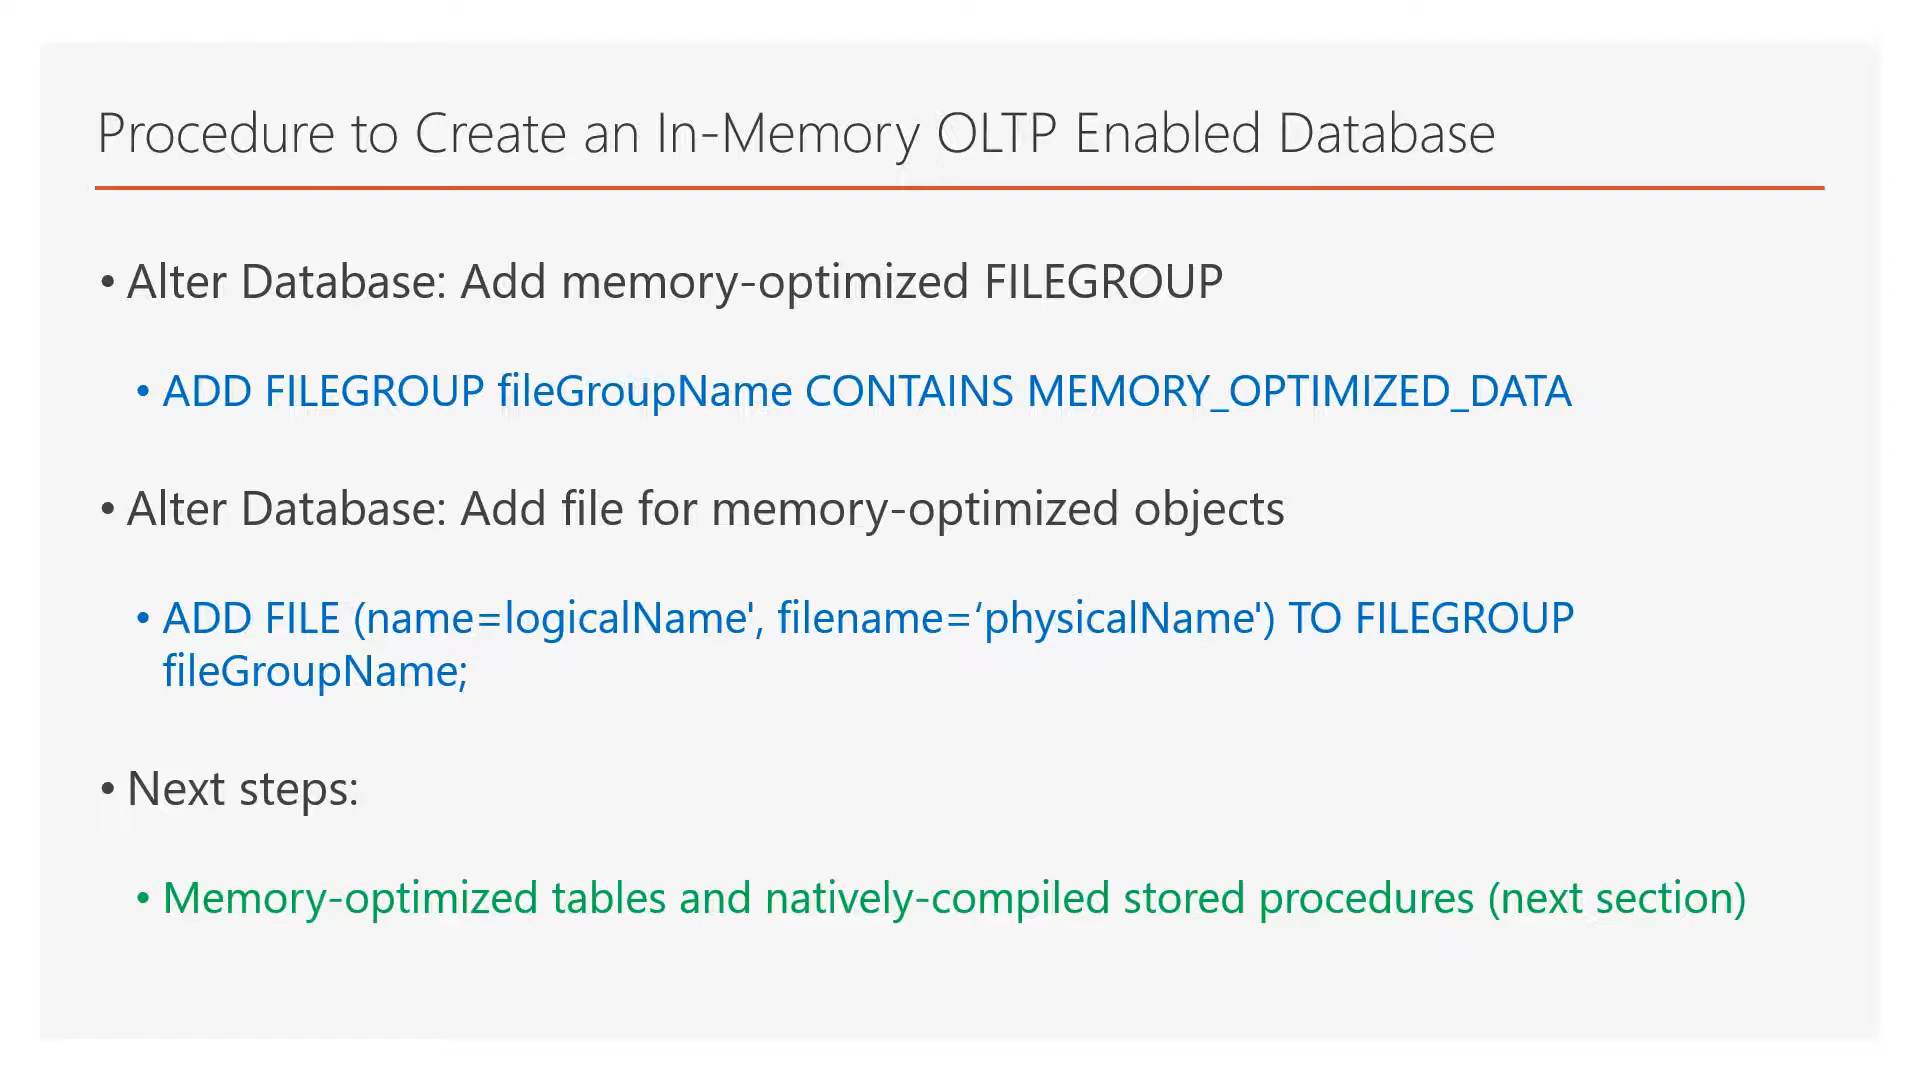 Procedure to Create an In-Memory OLTP Enabled Database
• Alter Database: Add memory-optimized FILEGROUP
• ADD FILEGROUP fileGroupName CONTAINS MEMORY_OPTIMIZED_DATA
• Alter Database: Add file for memory-optimized objects
• ADD FILE (name=logicalName', filename=‘physicalName') TO FILEGROUP
fileGroupName;
• Next steps:
• Memory-optimized tables and natively-compiled stored procedures (next section)